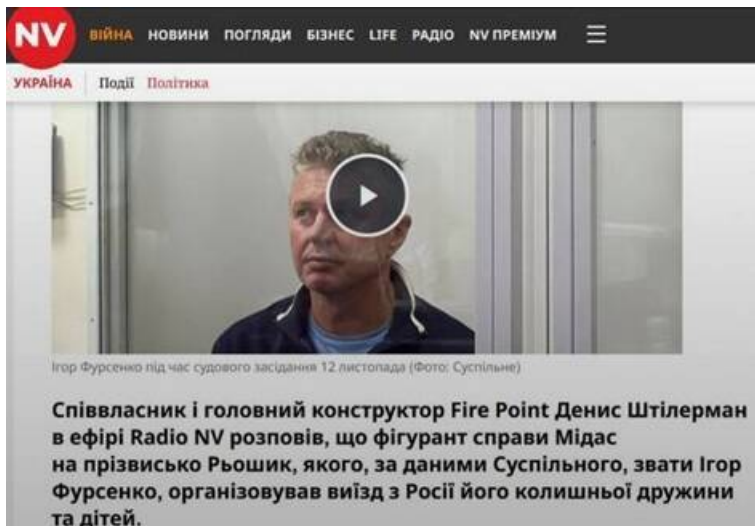 NV ВІЙНА НОВИНИ ПОГЛЯДИ БІЗНЕС LIFE РАДІО NV ПРЕМІУМ
УКРАЇНА Події Політика
Ігор Фурсенко під час судового засідання 12 листопада (Фото: Суспільне)
Співвласник і головний конструктор Fire Point Денис Штілерман
в ефірі Radio NV розповів, що фігурант справи Мідас
на прізвисько Рьошик, якого, за даними Суспільного, звати Ігор
Фурсенко, організовував виїзд з Росії його колишньої дружини
та дітей.